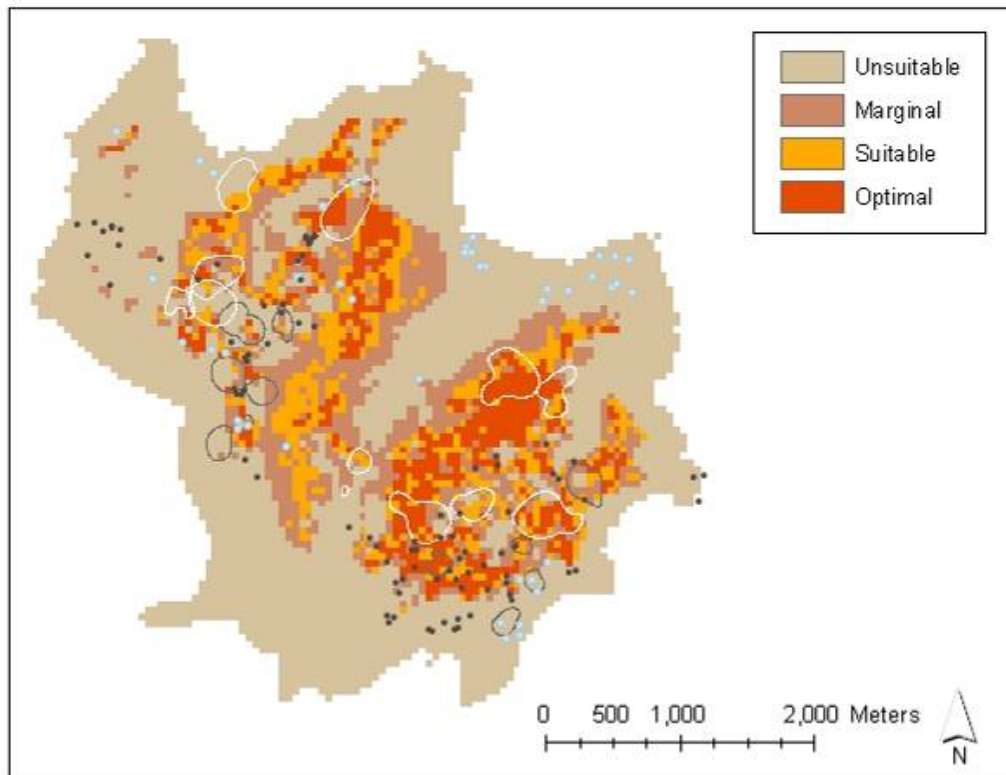 Unsuitable
Marginal
Suitable
Optimal
0 500 1,000 2,000 Meters
N